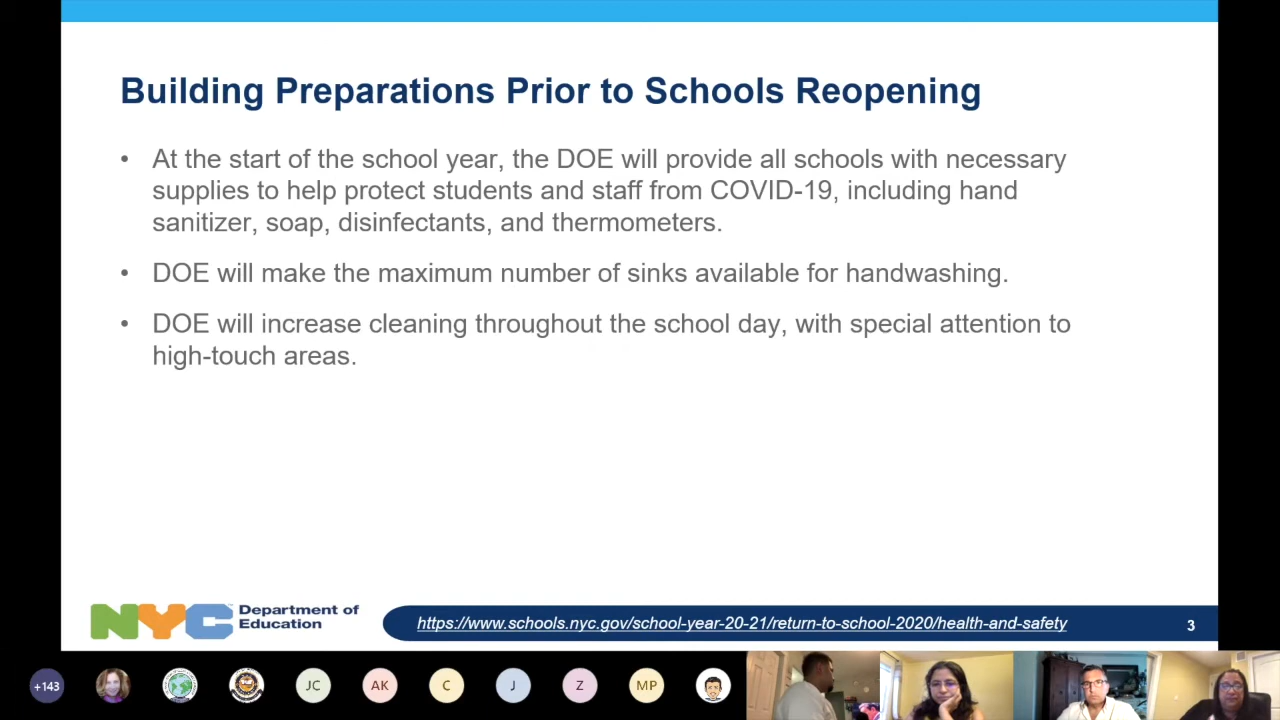 Building Preparations Prior to Schools Reopening
• At the start of the school year, the DOE will provide all schools with necessary
supplies to help protect students and staff from COVID-19, including hand
sanitizer, soap, disinfectants, and thermometers.
• DOE will make the maximum number of sinks available for handwashing.
• DOE will increase cleaning throughout the school day, with special attention to
high-touch areas.
NYC Department of
Education
https://www.schools.nyc.gov/school-year-20-21/return-to-school-2020/health-and-safety
3
+143
JC
AK
C
J
Z
MP